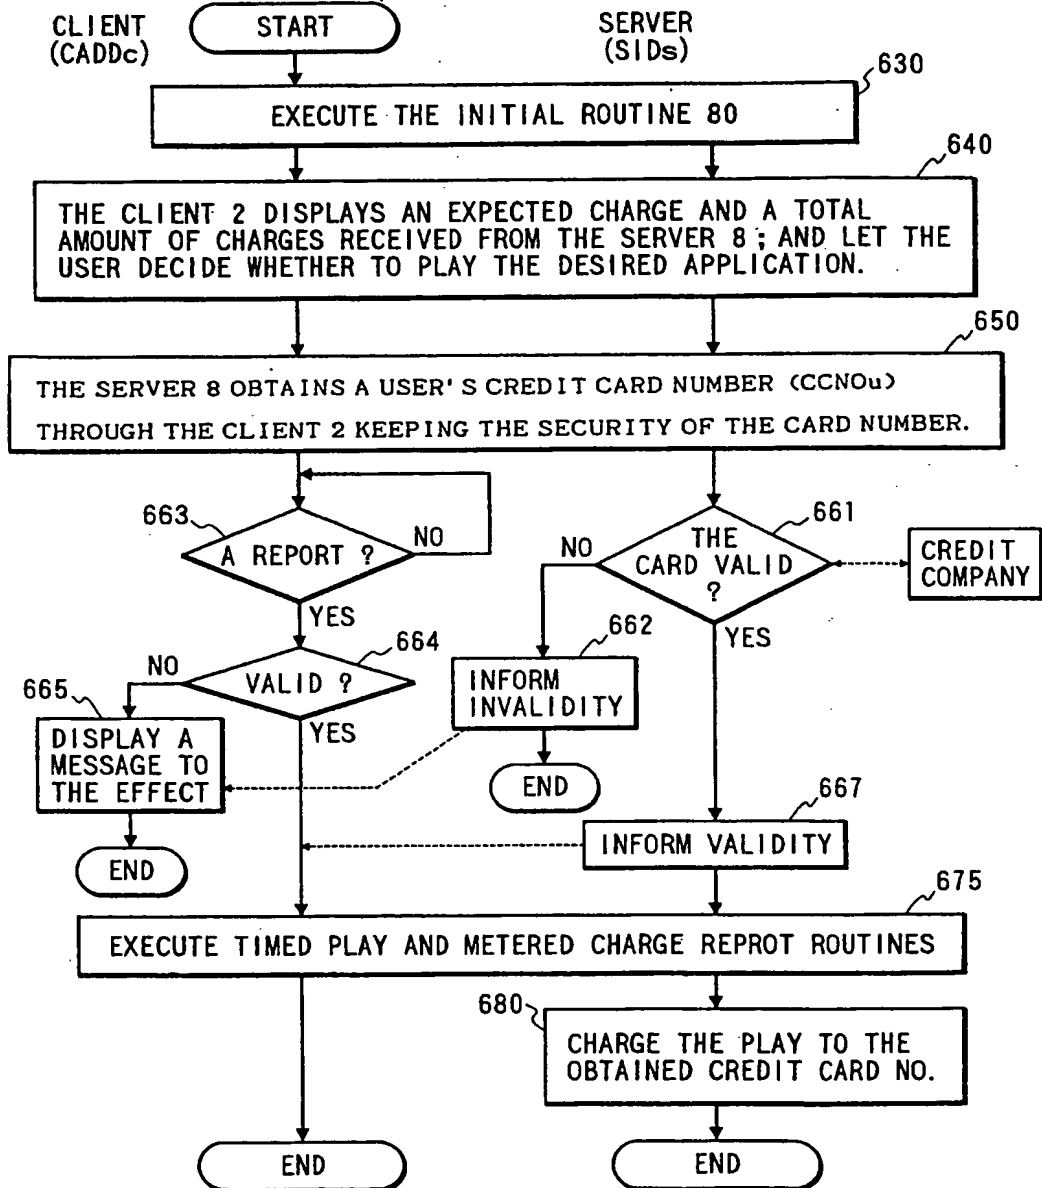 CLIENT
(CADDc)
START
SERVER
(SIDs)
630
EXECUTE THE INITIAL ROUTINE 80
640
THE CLIENT 2 DISPLAYS AN EXPECTED CHARGE AND A TOTAL
AMOUNT OF CHARGES RECEIVED FROM THE SERVER 8 ; AND LET THE
USER DECIDE WHETHER TO PLAY THE DESIRED APPLICATION.
650
THE SERVER 8 OBTAINS A USER'S CREDIT CARD NUMBER (CCNOu)
THROUGH THE CLIENT 2 KEEPING THE SECURITY OF THE CARD NUMBER.
663
A REPORT ?
NO
YES
661
THE
CARD VALID
?
NO
YES
CREDIT
COMPANY
664
VALID ?
NO
YES
662
INFORM
INVALIDITY
END
665
DISPLAY A
MESSAGE TO
THE EFFECT
END
667
INFORM VALIDITY
675
EXECUTE TIMED PLAY AND METERED CHARGE REPROT ROUTINES
680
CHARGE THE PLAY TO THE
OBTAINED CREDIT CARD NO.
END
END